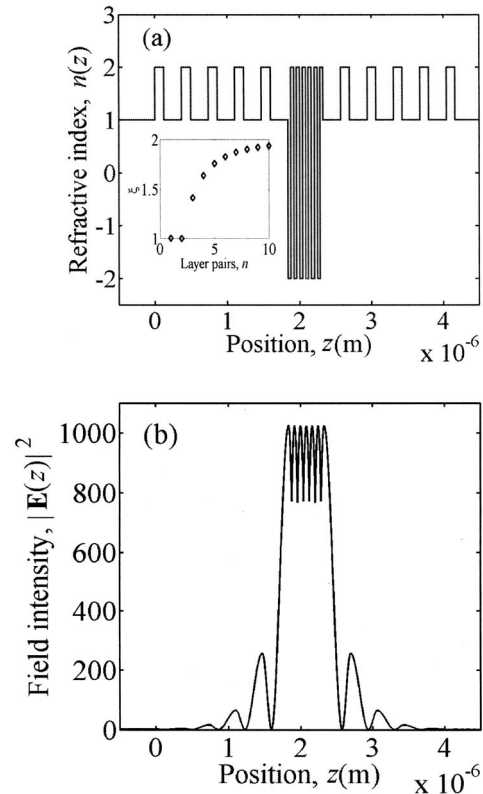 (a)
Refractive index, n(z)
3
2
1
0
-1
-2
2
ξ 1.5
1
0 5 10
Layer pairs, n
0 1 2 3 4
Position, z(m)
x 10⁻⁶
(b)
Field intensity, |E(z)|²
1000
800
600
400
200
0
0 1 2 3 4
Position, z(m)
x 10⁻⁶